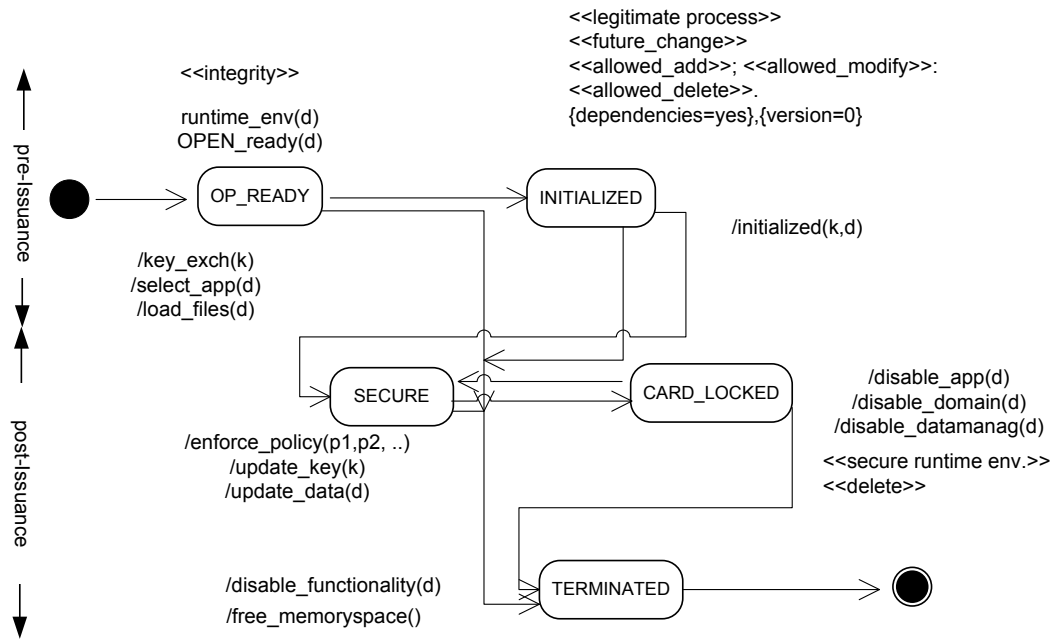 <<legitimate process>>
<<future_change>>
<<allowed_add>>; <<allowed_modify>>:
<<allowed_delete>>.
{dependencies=yes},{version=0}
<<integrity>>
runtime_env(d)
OPEN_ready(d)
pre-Issuance
OP_READY
INITIALIZED
/initialized(k,d)
/key_exch(k)
/select_app(d)
/load_files(d)
post-Issuance
SECURE
CARD_LOCKED
/disable_app(d)
/disable_domain(d)
/disable_datamanag(d)
/enforce_policy(p1,p2, ..)
/update_key(k)
/update_data(d)
<<secure runtime env.>>
<<delete>>
/disable_functionality(d)
/free_memoryspace()
TERMINATED